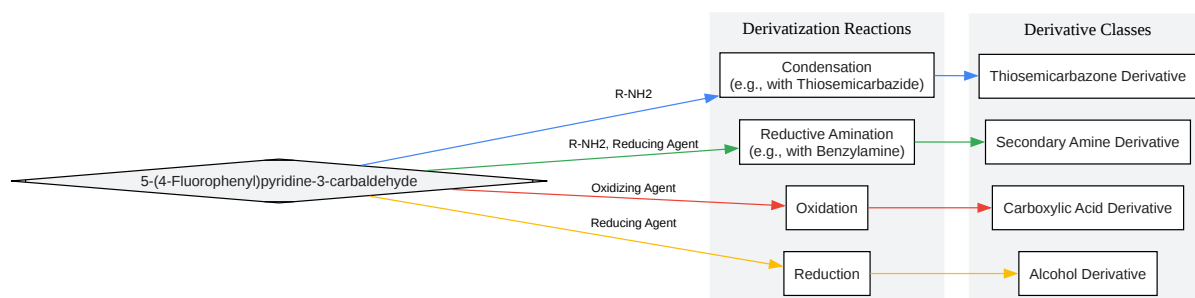 Derivatization Reactions
Derivative Classes
Condensation
(e.g., with Thiosemicarbazide)
Thiosemicarbazone Derivative
R-NH2
Reductive Amination
(e.g., with Benzylamine)
Secondary Amine Derivative
R-NH2, Reducing Agent
5-(4-Fluorophenyl)pyridine-3-carbaldehyde
Oxidizing Agent
Oxidation
Carboxylic Acid Derivative
Reducing Agent
Reduction
Alcohol Derivative